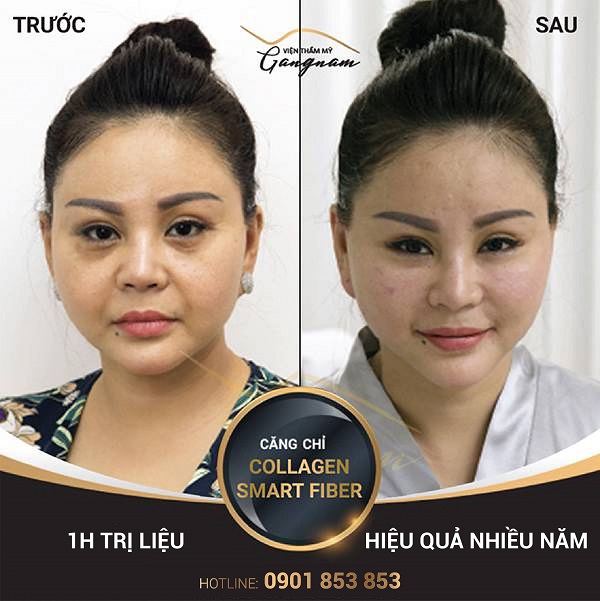 TRƯỚC
VIỆN THẨM MỸ
Gangnam
SAU
CĂNG CHỈ
COLLAGEN
SMART FIBER
1H TRỊ LIỆU
HIỆU QUẢ NHIỀU NĂM
HOTLINE: 0901 853 853